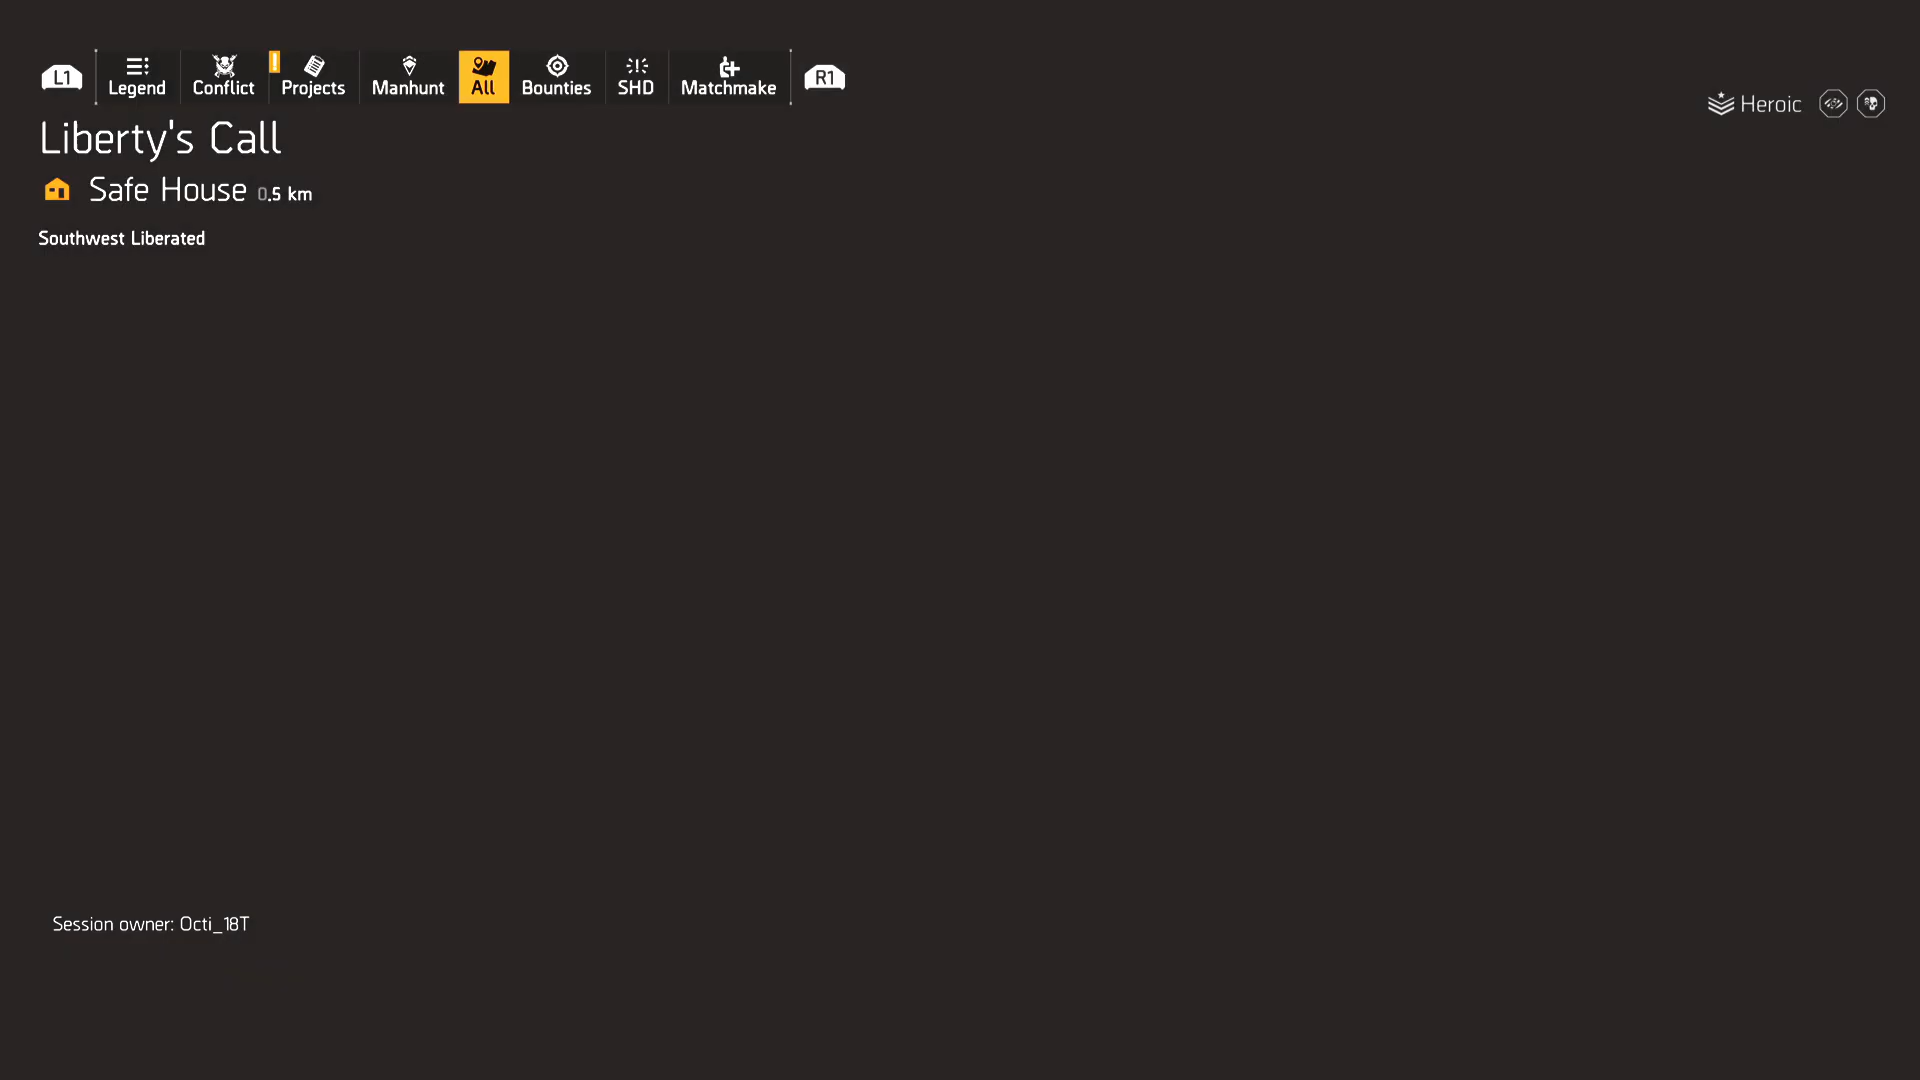 L1 Legend Conflict Projects Manhunt All Bounties SHD Matchmake R1
Heroic
Liberty's Call
Safe House 0.5 km
Southwest Liberated
Session owner: Octi_18T